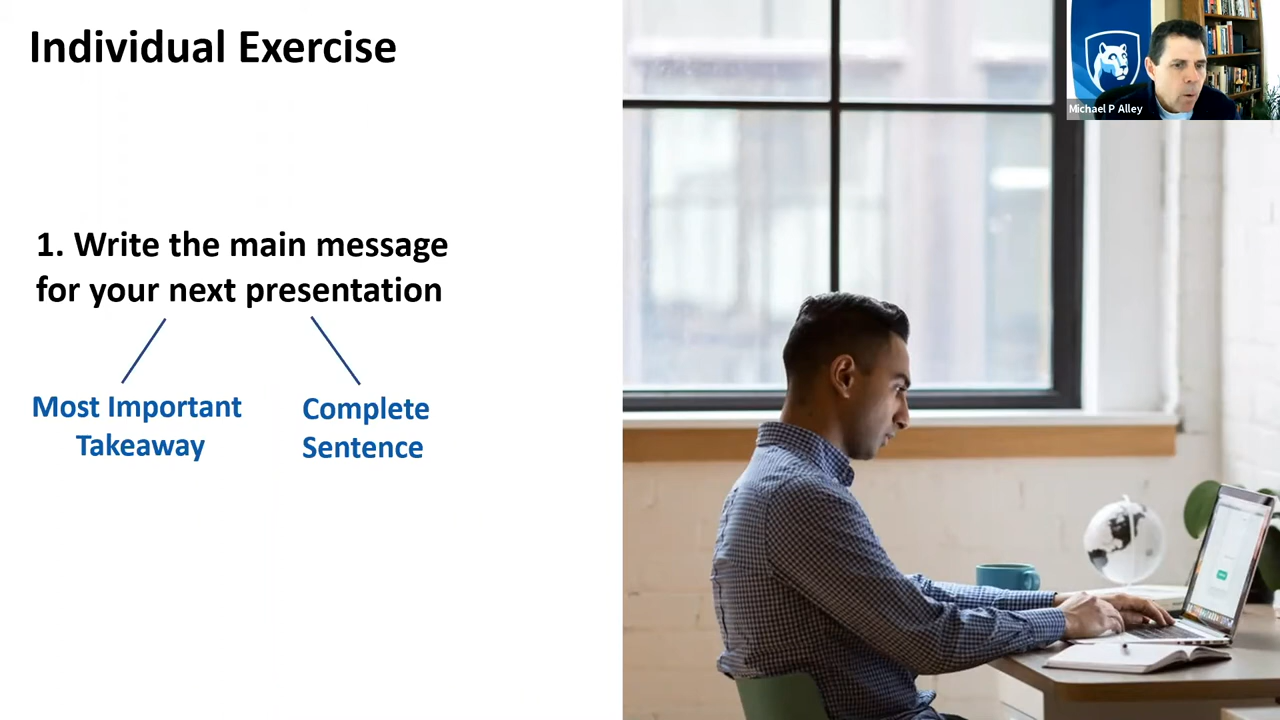 Individual Exercise
Michael P Alley
1. Write the main message
for your next presentation
Most Important
Takeaway
Complete
Sentence